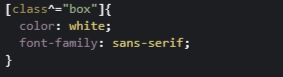 [class^="box"]{
  color: white;
  font-family: sans-serif;
}